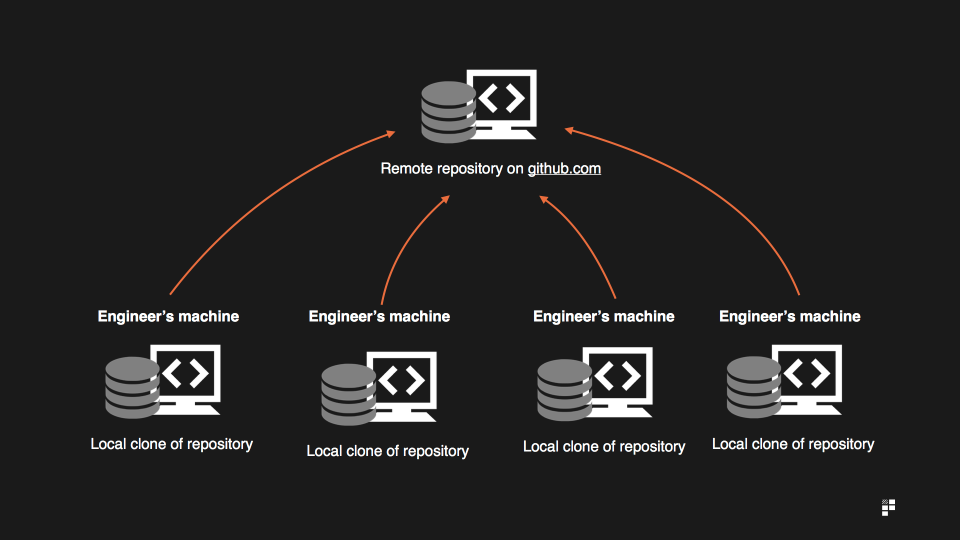 Remote repository on github.com
Engineer’s machine
Engineer’s machine
Engineer’s machine
Engineer’s machine
Local clone of repository
Local clone of repository
Local clone of repository
Local clone of repository